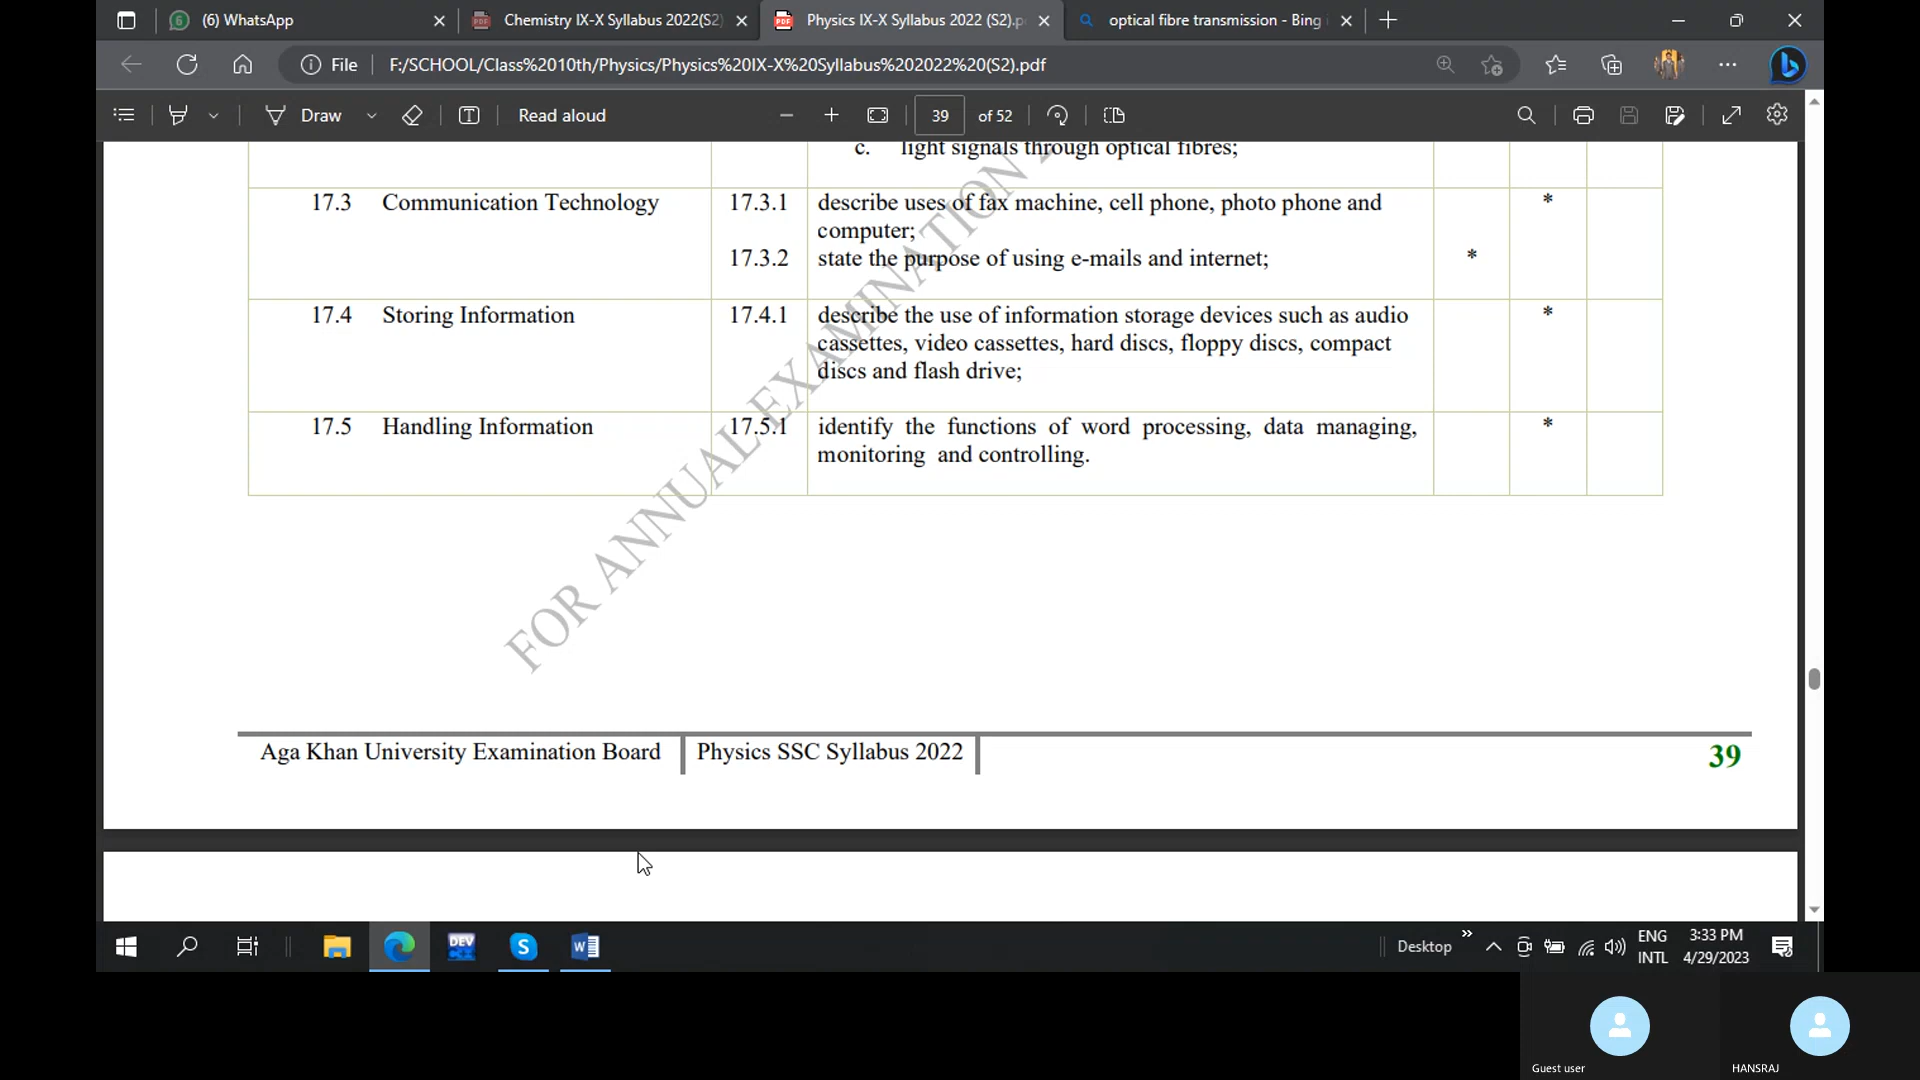 (6) WhatsApp
Chemistry IX-X Syllabus 2022(S2)
Physics IX-X Syllabus 2022 (S2).p
optical fibre transmission - Bing
File
F:/SCHOOL/Class%2010th/Physics/Physics%20IX-X%20Syllabus%202022%20(S2).pdf
Draw
Read aloud
39 of 52
c. light signals through optical fibres;
17.3 Communication Technology 17.3.1 describe uses of fax machine, cell phone, photo phone and *
computer;
17.3.2 state the purpose of using e-mails and internet; *
17.4 Storing Information 17.4.1 describe the use of information storage devices such as audio *
cassettes, video cassettes, hard discs, floppy discs, compact
discs and flash drive;
17.5 Handling Information 17.5.1 identify the functions of word processing, data managing, *
monitoring and controlling.
FOR ANNUAL EXAMINATION
Aga Khan University Examination Board Physics SSC Syllabus 2022 39
DEV
C++
Desktop
ENG
INTL
3:33 PM
4/29/2023
Guest user
HANSRAJ